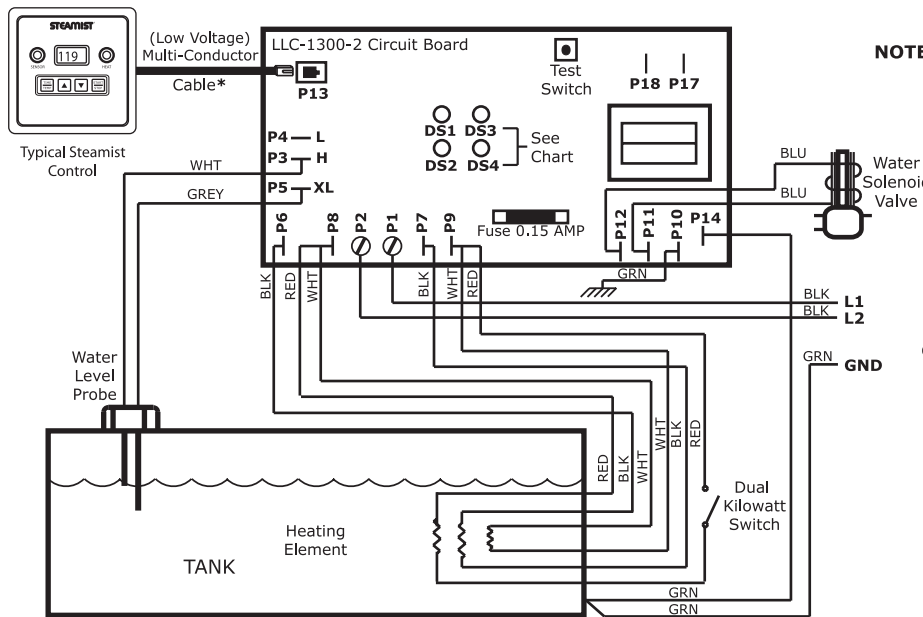 STEAMIST
119
SENSOR
HEAT
Typical Steamist
Control
(Low Voltage)
Multi-Conductor
Cable*
LLC-1300-2 Circuit Board
P13
Test
Switch
P18
P17
NOTE
P4
L
P3
H
P5
XL
WHT
GREY
DS1
DS3
DS2
DS4
See
Chart
Fuse 0.15 AMP
P6
P8
P2
P1
P7
P9
P12
P11
P10
P14
BLU
BLU
Water
Solenoid
Valve
GRN
BLK
RED
WHT
BLK
WHT
RED
BLK
L1
BLK
L2
GRN
GND
Water
Level
Probe
RED
BLK
WHT
WHT
BLK
RED
Dual
Kilowatt
Switch
Heating
Element
TANK
GRN
GRN